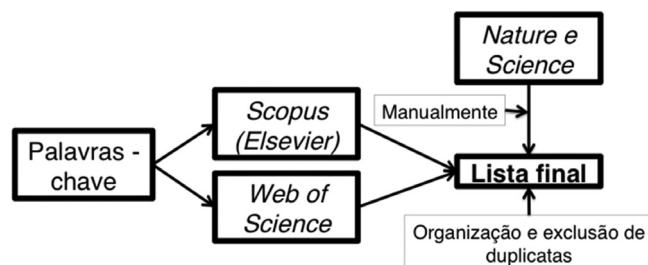 Nature e
Science
Manualmente
Scopus
(Elsevier)
Palavras -
chave
Lista final
Web of
Science
Organização e exclusão de
duplicatas